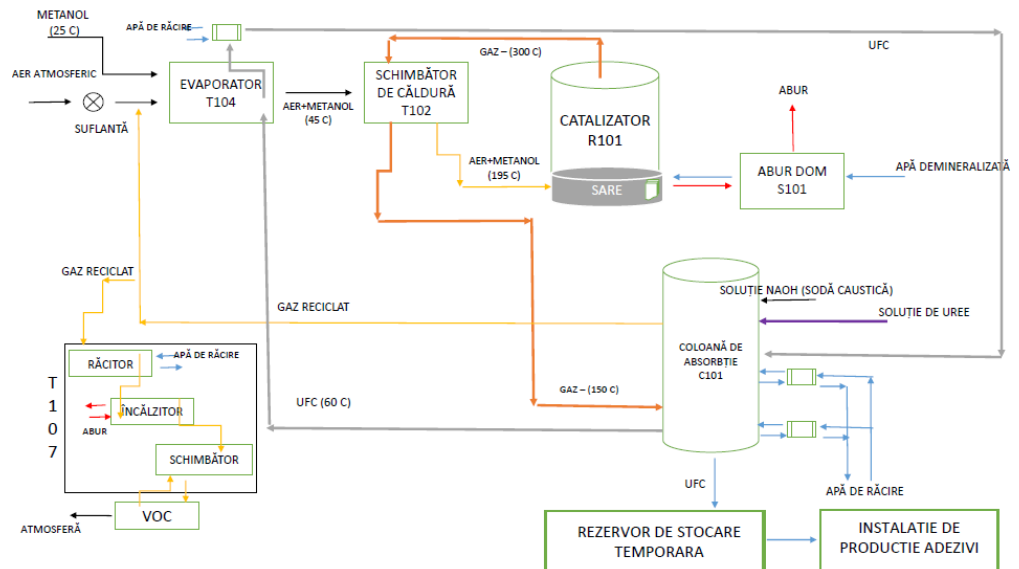 METANOL
(25 C)
APĂ DE RĂCIRE
UFC
AER ATMOSFERIC
SUFLANTĂ
EVAPORATOR
T104
AER+METANOL
(45 C)
SCHIMBĂTOR
DE CĂLDURĂ
T102
GAZ – (300 C)
AER+METANOL
(195 C)
CATALIZATOR
R101
SARE
ABUR
ABUR DOM
S101
APĂ DEMINERALIZATĂ
GAZ RECICLAT
GAZ RECICLAT
SOLUȚIE NAOH (SODĂ CAUSTICĂ)
SOLUȚIE DE UREE
COLOANĂ DE
ABSORBȚIE
C101
GAZ – (150 C)
UFC (60 C)
APĂ DE RĂCIRE
UFC
T
1
0
7
RĂCITOR
APĂ DE RĂCIRE
ÎNCĂLZITOR
ABUR
SCHIMBĂTOR
VOC
ATMOSFERĂ
REZERVOR DE STOCARE
TEMPORARA
INSTALATIE DE
PRODUCTIE ADEZIVI